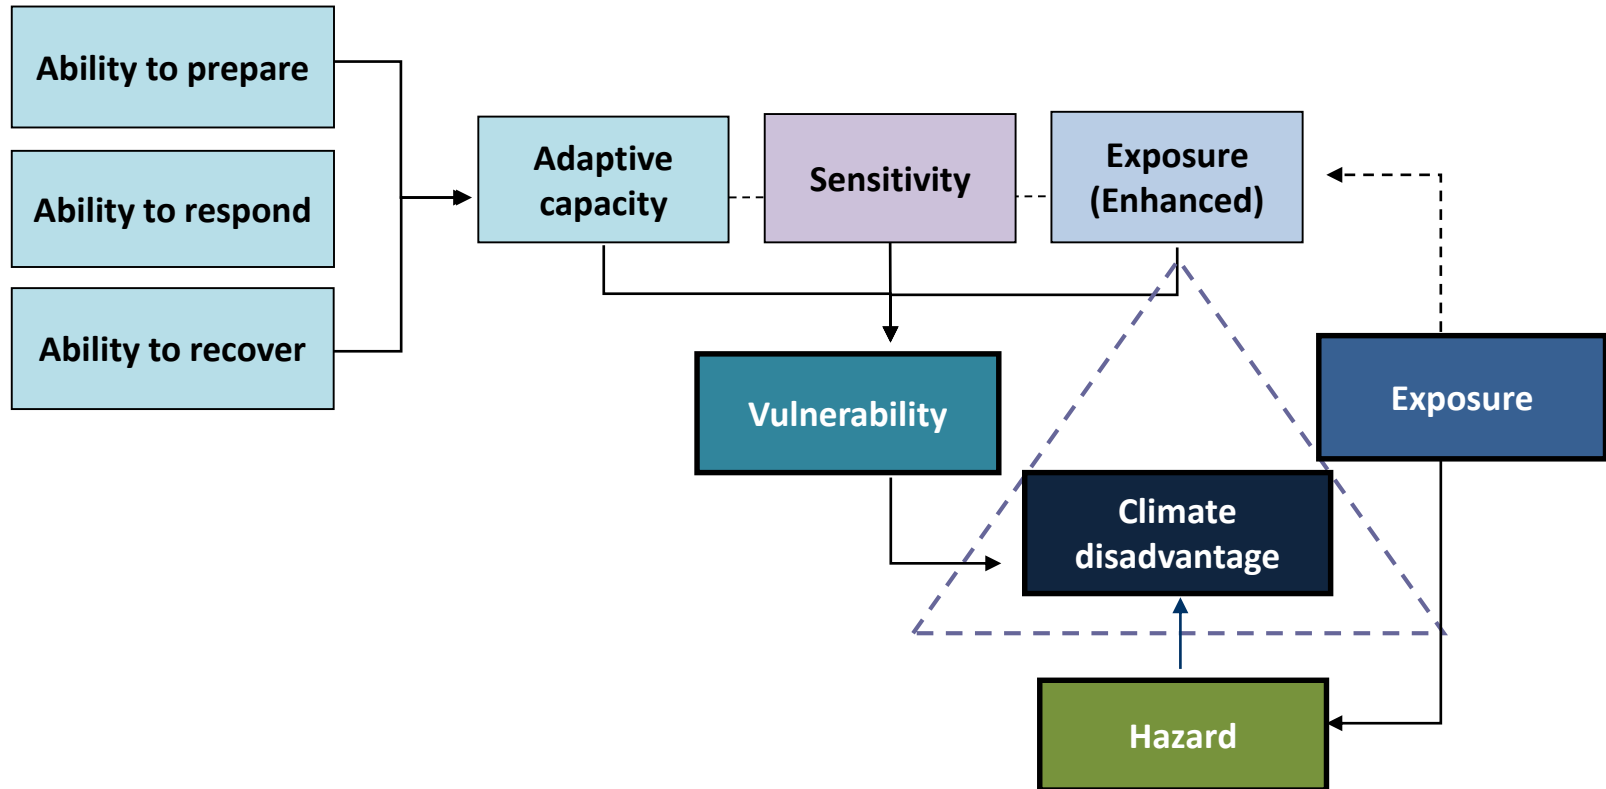 Ability to prepare
Ability to respond
Ability to recover
Adaptive
capacity
Sensitivity
Exposure
(Enhanced)
Vulnerability
Exposure
Climate
disadvantage
Hazard